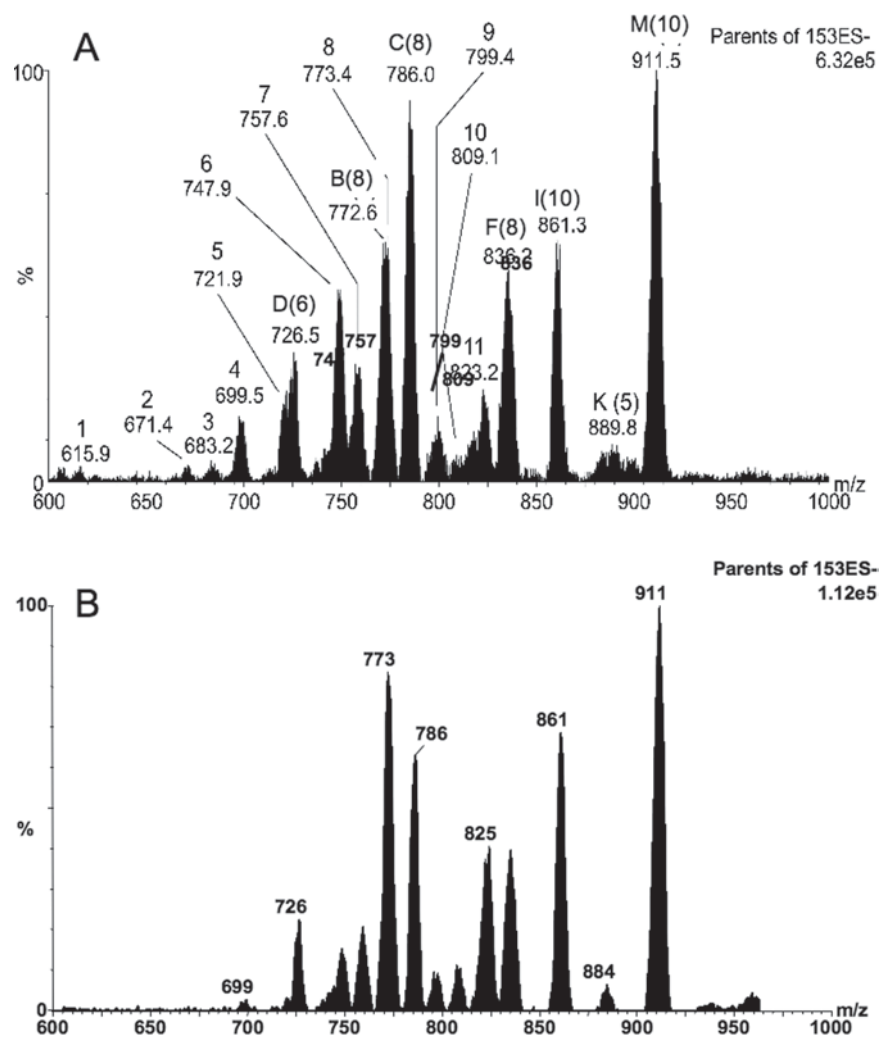 A
Parents of 153ES-
6.32e5
M(10)
911.5
C(8)
786.0
9
799.4
8
773.4
7
757.6
10
809.1
B(8)
772.6
I(10)
861.3
6
747.9
F(8)
836.2
836
5
721.9
D(6)
726.5
74
757
799
11
823.2
809
4
699.5
K (5)
889.8
3
683.2
2
671.4
1
615.9
100
%
0
600 650 700 750 800 850 900 950 1000
m/z
B
Parents of 153ES-
1.12e5
911
100
773
786
861
825
726
699
884
%
0
m/z
600 650 700 750 800 850 900 950 1000